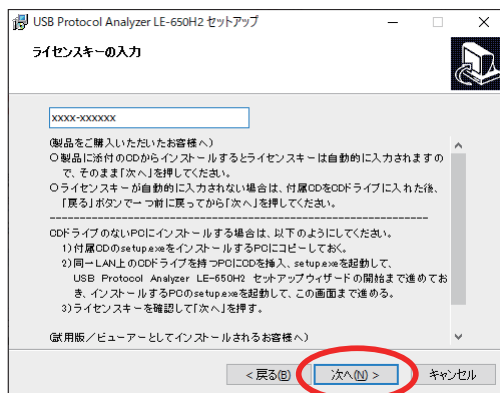 USB Protocol Analyzer LE-650H2 セットアップ
ライセンスキーの入力
xxxx-xxxxxx
(製品をご購入いただいたお客様へ)
○製品に添付のCDからインストールするとライセンスキーは自動的に入力されますの
で、そのまま「次へ」を押してください。
○ライセンスキーが自動的に入力されない場合は、付属CDをCDドライブに入れた後、
「戻る」ボタンで一つ前に戻ってから「次へ」を押してください。
------------------------------------------------------------
CDドライブのないPCにインストールする場合は、以下のようにしてください。
1)付属CDのsetup.exeをインストールするPCにコピーしておく。
2)同一LAN上のCDドライブを持つPCにCDを挿入、setup.exeを起動して、
USB Protocol Analyzer LE-650H2 セットアップウィザードの開始まで進めてお
き、インストールするPCのsetup.exeを起動して、この画面まで進める。
3)ライセンスキーを確認して「次へ」を押す。
(試用版/ビューアーとしてインストールされるお客様へ)
< 戻る(B)
次へ(N) >
キャンセル